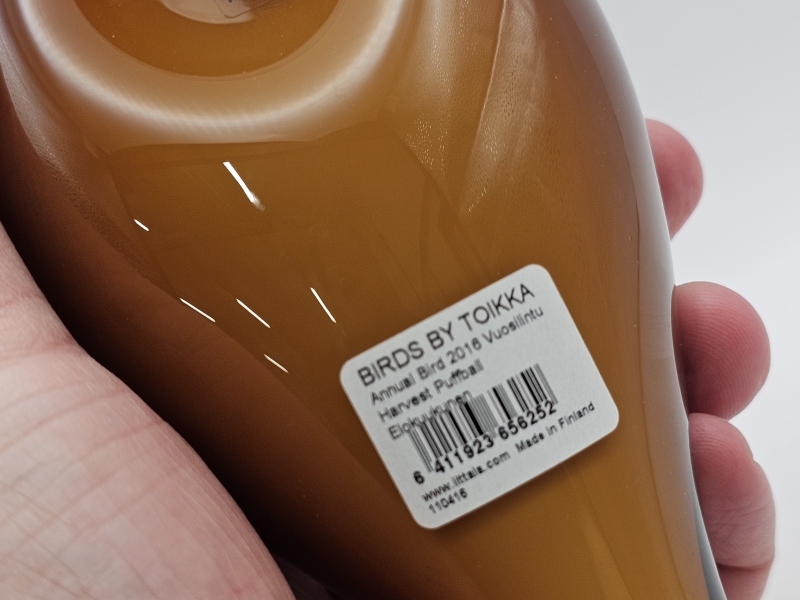 BIRDS BY TOIKKA
Annual Bird 2016 Vuosilintu
Harvest Puffball
Elokuukunen
6 411923 656252
www.iittala.com Made in Finland
110416